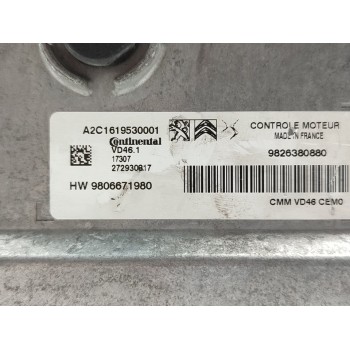 A2C1619530001
Continental
VD46.1
17307
272930817
HW 9806671980
CONTROLE MOTEUR
MADE IN FRANCE
9826380880
CMM VD46 CEM0